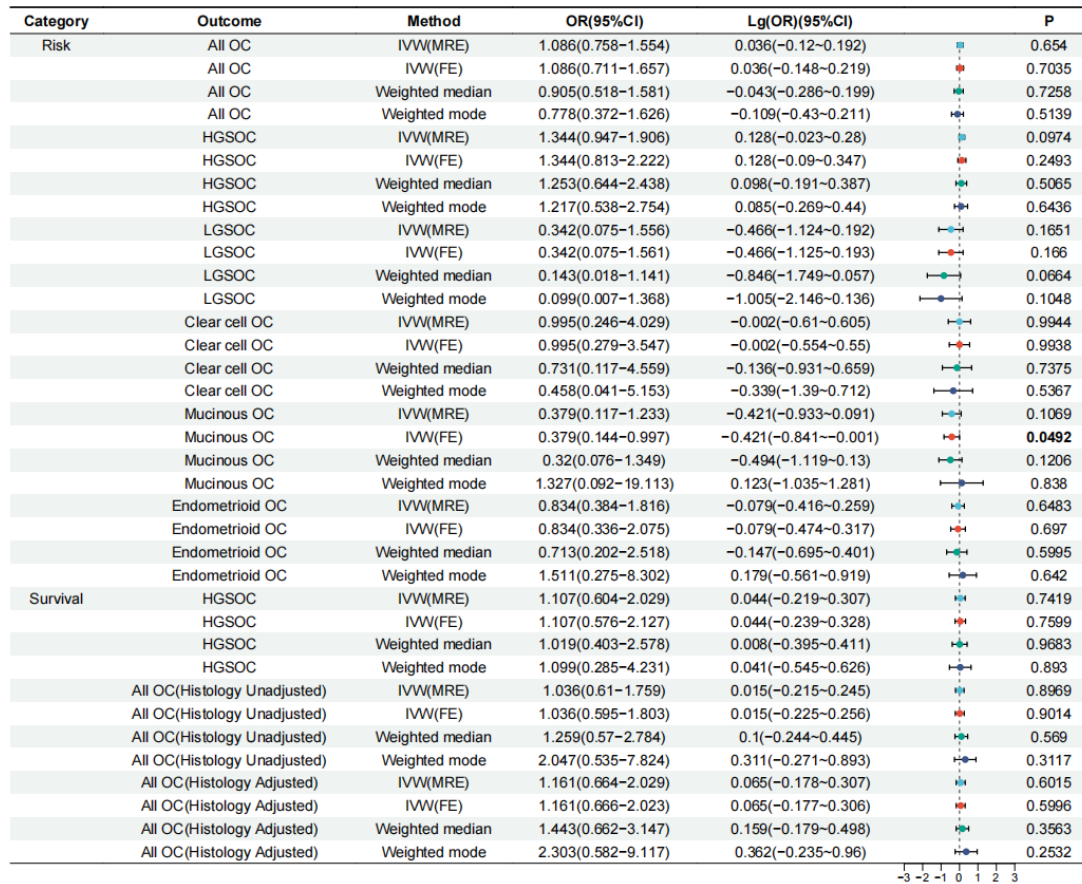 Category Outcome Method OR(95%CI) Lg(OR)(95%CI) P
Risk All OC IVW(MRE) 1.086(0.758−1.554) 0.036(−0.12~0.192) 0.654
All OC IVW(FE) 1.086(0.711−1.657) 0.036(−0.148~0.219) 0.7035
All OC Weighted median 0.905(0.518−1.581) −0.043(−0.286~0.199) 0.7258
All OC Weighted mode 0.778(0.372−1.626) −0.109(−0.43~0.211) 0.5139
HGSOC IVW(MRE) 1.344(0.947−1.906) 0.128(−0.023~0.28) 0.0974
HGSOC IVW(FE) 1.344(0.813−2.222) 0.128(−0.09~0.347) 0.2493
HGSOC Weighted median 1.253(0.644−2.438) 0.098(−0.191~0.387) 0.5065
HGSOC Weighted mode 1.217(0.538−2.754) 0.085(−0.269~0.44) 0.6436
LGSOC IVW(MRE) 0.342(0.075−1.556) −0.466(−1.124~0.192) 0.1651
LGSOC IVW(FE) 0.342(0.075−1.561) −0.466(−1.125~0.193) 0.166
LGSOC Weighted median 0.143(0.018−1.141) −0.846(−1.749~0.057) 0.0664
LGSOC Weighted mode 0.099(0.007−1.368) −1.005(−2.146~0.136) 0.1048
Clear cell OC IVW(MRE) 0.995(0.246−4.029) −0.002(−0.61~0.605) 0.9944
Clear cell OC IVW(FE) 0.995(0.279−3.547) −0.002(−0.554~0.55) 0.9938
Clear cell OC Weighted median 0.731(0.117−4.559) −0.136(−0.931~0.659) 0.7375
Clear cell OC Weighted mode 0.458(0.041−5.153) −0.339(−1.39~0.712) 0.5367
Mucinous OC IVW(MRE) 0.379(0.117−1.233) −0.421(−0.933~0.091) 0.1069
Mucinous OC IVW(FE) 0.379(0.144−0.997) −0.421(−0.841~−0.001) 0.0492
Mucinous OC Weighted median 0.32(0.076−1.349) −0.494(−1.119~0.13) 0.1206
Mucinous OC Weighted mode 1.327(0.092−19.113) 0.123(−1.035~1.281) 0.838
Endometrioid OC IVW(MRE) 0.834(0.384−1.816) −0.079(−0.416~0.259) 0.6483
Endometrioid OC IVW(FE) 0.834(0.336−2.075) −0.079(−0.474~0.317) 0.697
Endometrioid OC Weighted median 0.713(0.202−2.518) −0.147(−0.695~0.401) 0.5995
Endometrioid OC Weighted mode 1.511(0.275−8.302) 0.179(−0.561~0.919) 0.642
Survival HGSOC IVW(MRE) 1.107(0.604−2.029) 0.044(−0.219~0.307) 0.7419
HGSOC IVW(FE) 1.107(0.576−2.127) 0.044(−0.239~0.328) 0.7599
HGSOC Weighted median 1.019(0.403−2.578) 0.008(−0.395~0.411) 0.9683
HGSOC Weighted mode 1.099(0.285−4.231) 0.041(−0.545~0.626) 0.893
All OC(Histology Unadjusted) IVW(MRE) 1.036(0.61−1.759) 0.015(−0.215~0.245) 0.8969
All OC(Histology Unadjusted) IVW(FE) 1.036(0.595−1.803) 0.015(−0.225~0.256) 0.9014
All OC(Histology Unadjusted) Weighted median 1.259(0.57−2.784) 0.1(−0.244~0.445) 0.569
All OC(Histology Unadjusted) Weighted mode 2.047(0.535−7.824) 0.311(−0.271~0.893) 0.3117
All OC(Histology Adjusted) IVW(MRE) 1.161(0.664−2.029) 0.065(−0.178~0.307) 0.6015
All OC(Histology Adjusted) IVW(FE) 1.161(0.666−2.023) 0.065(−0.177~0.306) 0.5996
All OC(Histology Adjusted) Weighted median 1.443(0.662−3.147) 0.159(−0.179~0.498) 0.3563
All OC(Histology Adjusted) Weighted mode 2.303(0.582−9.117) 0.362(−0.235~0.96) 0.2532
−3 −2 −1 0 1 2 3